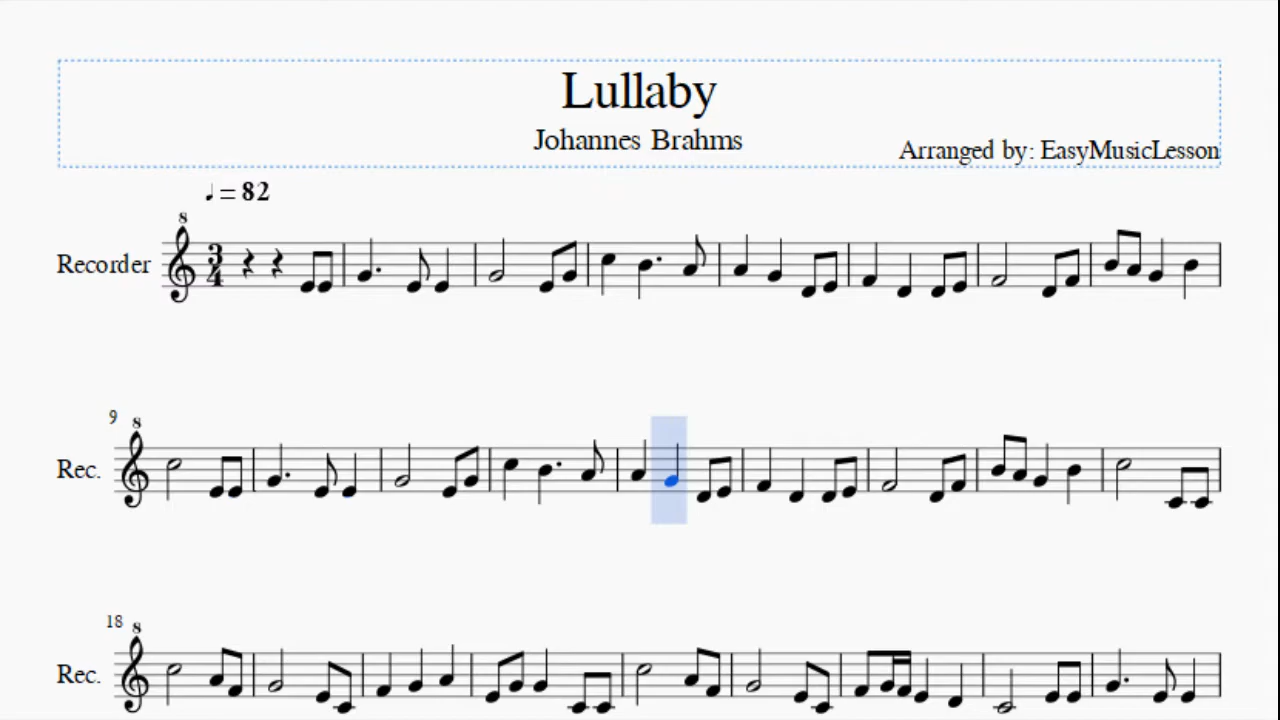 Lullaby
Johannes Brahms
Arranged by: EasyMusicLesson
♩ = 82
8
Recorder
3
4
9
8
Rec.
18
8
Rec.